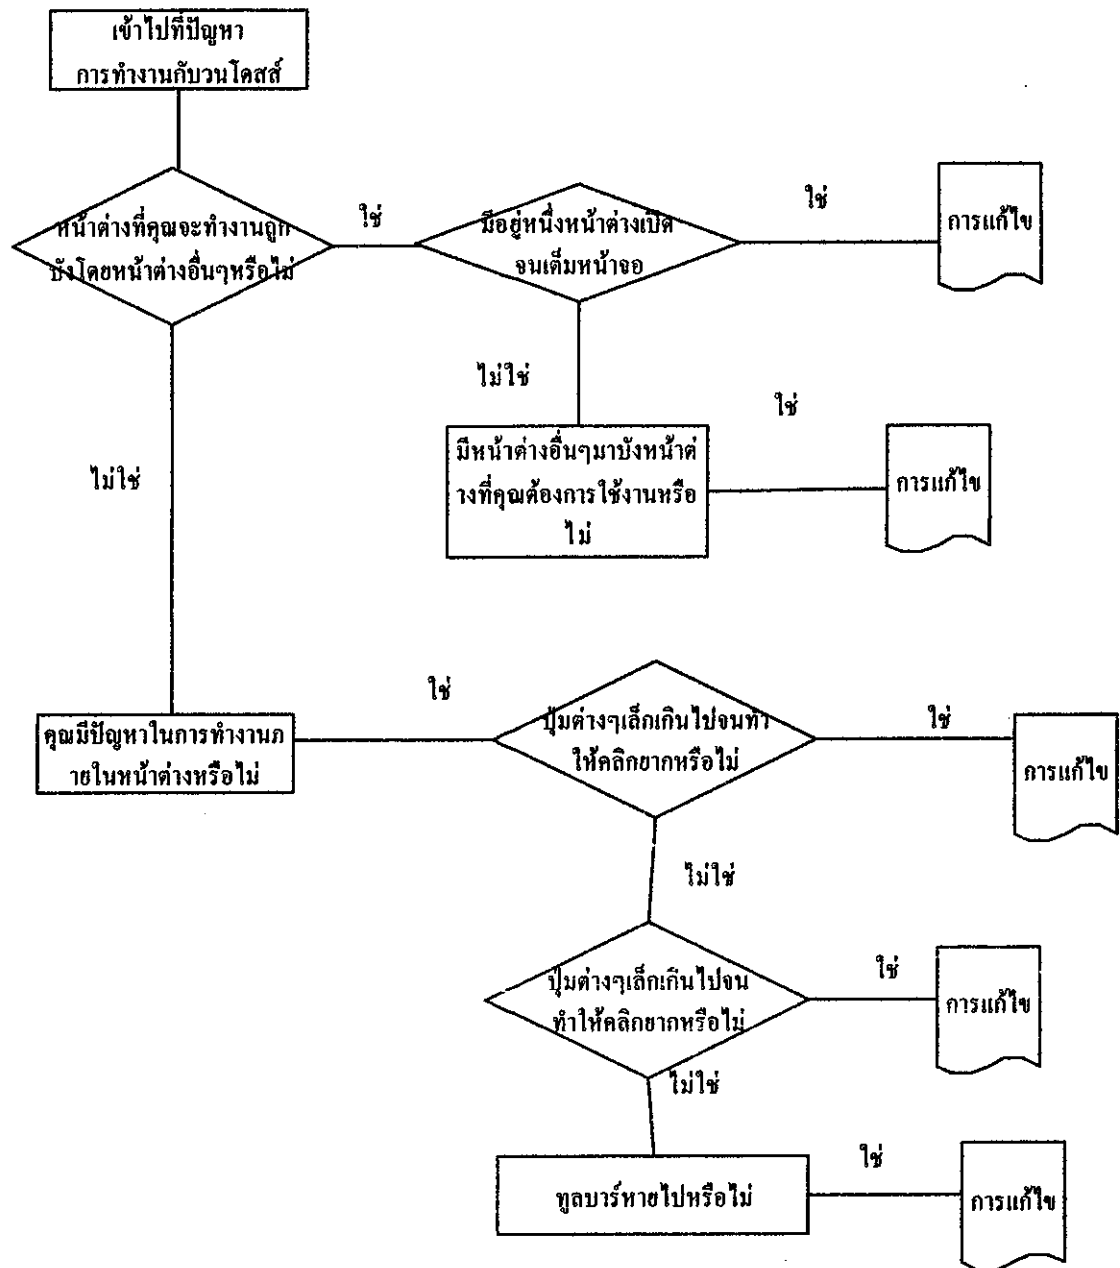 เข้าไปที่ปัญหา
การทำงานกับวนโดสส์
หน้าต่างที่คุณจะทำงานถูก
บังโดยหน้าต่างอื่นๆหรือไม่
ใช่
มีอยู่หนึ่งหน้าต่างเปิด
จนเต็มหน้าจอ
ใช่
การแก้ไข
ไม่ใช่
มีหน้าต่างอื่นๆมาบังหน้าต่
างที่คุณต้องการใช้งานหรือ
ไม่
ใช่
การแก้ไข
ไม่ใช่
คุณมีปัญหาในการทำงานภ
ายในหน้าต่างหรือไม่
ใช่
ปุ่มต่างๆเล็กเกินไปจนทำ
ให้คลิกยากหรือไม่
ใช่
การแก้ไข
ไม่ใช่
ปุ่มต่างๆเล็กเกินไปจน
ทำให้คลิกยากหรือไม่
ใช่
การแก้ไข
ไม่ใช่
ทูลบาร์หายไปหรือไม่
ใช่
การแก้ไข